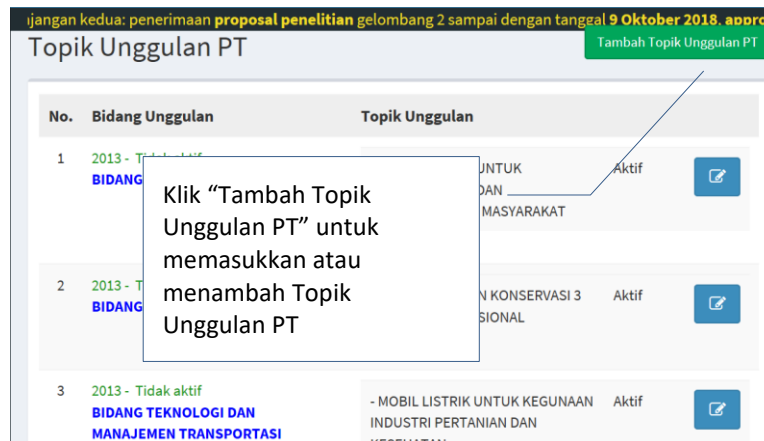 ijangan kedua: penerimaan proposal penelitian gelombang 2 sampai dengan tanggal 9 Oktober 2018. appro
Topik Unggulan PT
Tambah Topik Unggulan PT
No. Bidang Unggulan Topik Unggulan
1 2013 - Tidak aktif UNTUK Aktif
BIDANG DAN
MASYARAKAT
Klik “Tambah Topik
Unggulan PT” untuk
memasukkan atau
menambah Topik
Unggulan PT
2 2013 - T N KONSERVASI 3 Aktif
BIDANG SIONAL
3 2013 - Tidak aktif - MOBIL LISTRIK UNTUK KEGUNAAN Aktif
BIDANG TEKNOLOGI DAN INDUSTRI PERTANIAN DAN
MANAJEMEN TRANSPORTASI KESEHATAN